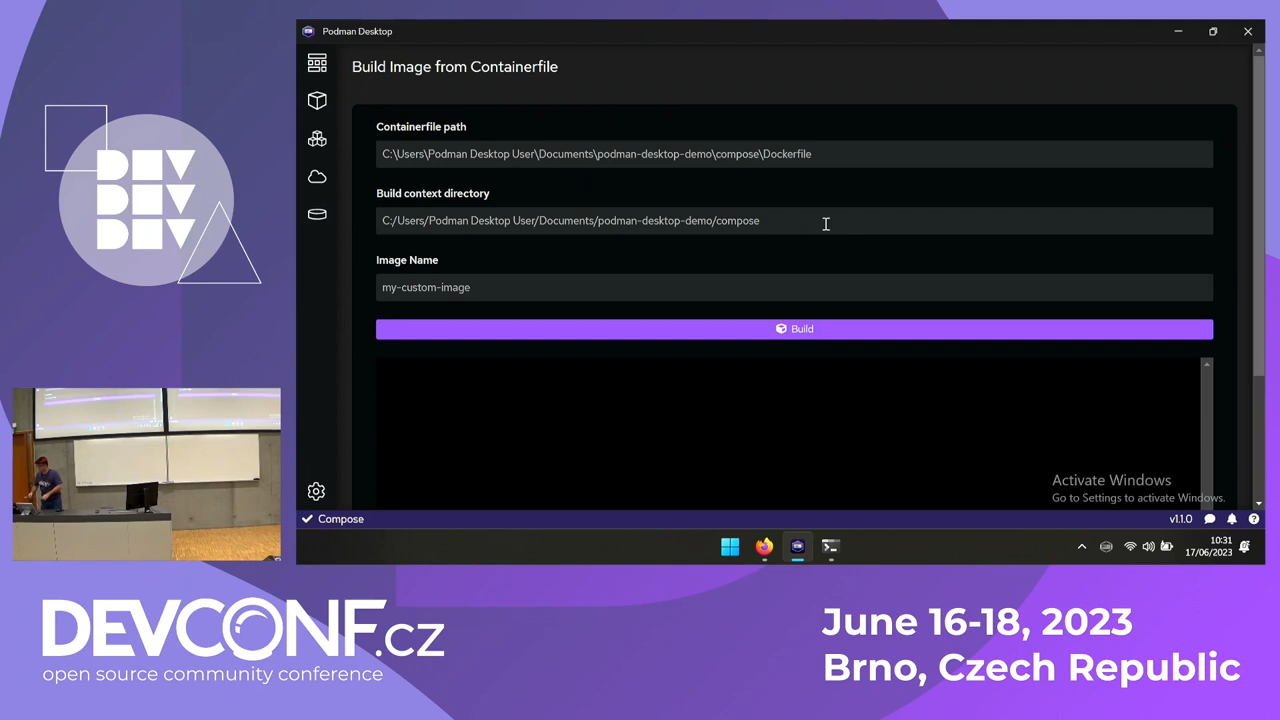 Podman Desktop
Build Image from Containerfile
Containerfile path
C:\Users\Podman Desktop User\Documents\podman-desktop-demo\compose\Dockerfile
Build context directory
C:/Users/Podman Desktop User/Documents/podman-desktop-demo/compose
Image Name
my-custom-image
Build
Activate Windows
Go to Settings to activate Windows.
Compose
v1.1.0
10:31
17/06/2023
DEV
DEV
DEV
DEVCONF.cz
open source community conference
June 16-18, 2023
Brno, Czech Republic